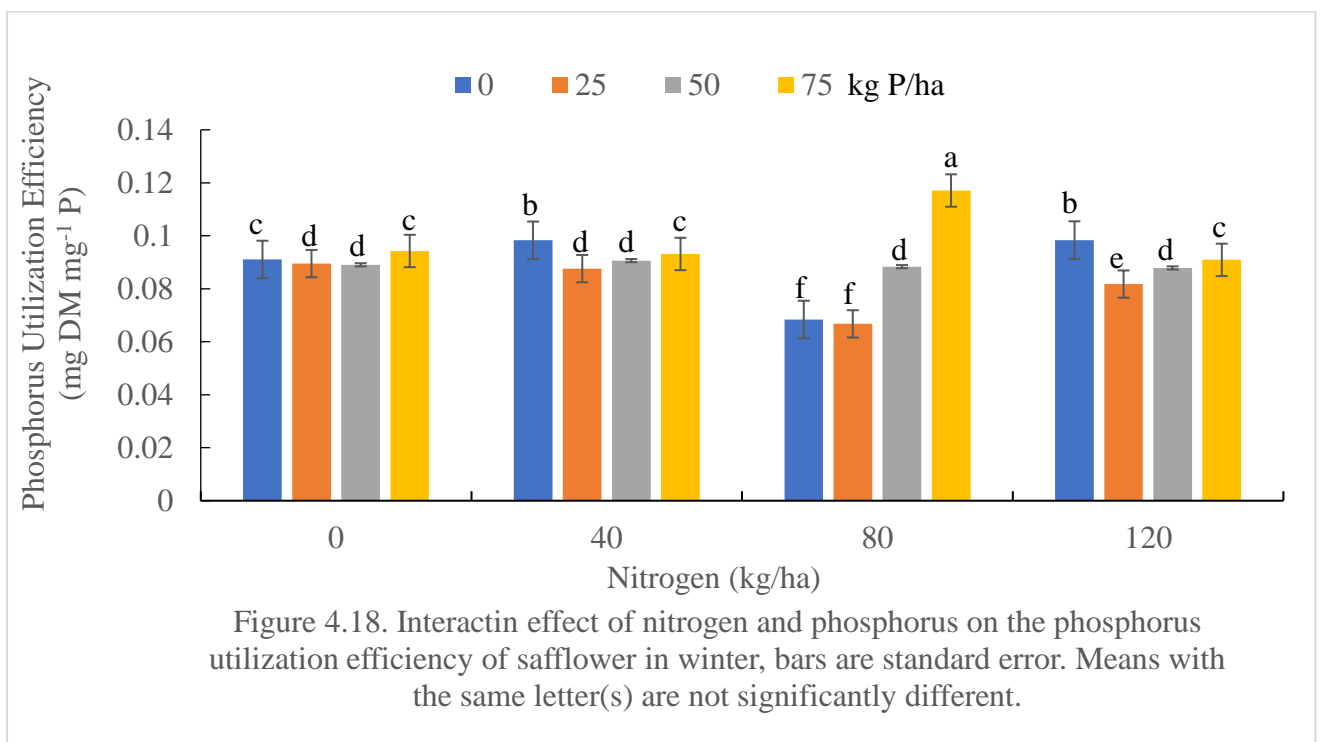 0 25 50 75 kg P/ha
Phosphorus Utilization Efficiency
(mg DM mg-1 P)
0.14
0.12
0.1
0.08
0.06
0.04
0.02
0
c d d c
b d d c
f f d a
b e d c
0 40 80 120
Nitrogen (kg/ha)
Figure 4.18. Interactin effect of nitrogen and phosphorus on the phosphorus
utilization efficiency of safflower in winter, bars are standard error. Means with
the same letter(s) are not significantly different.